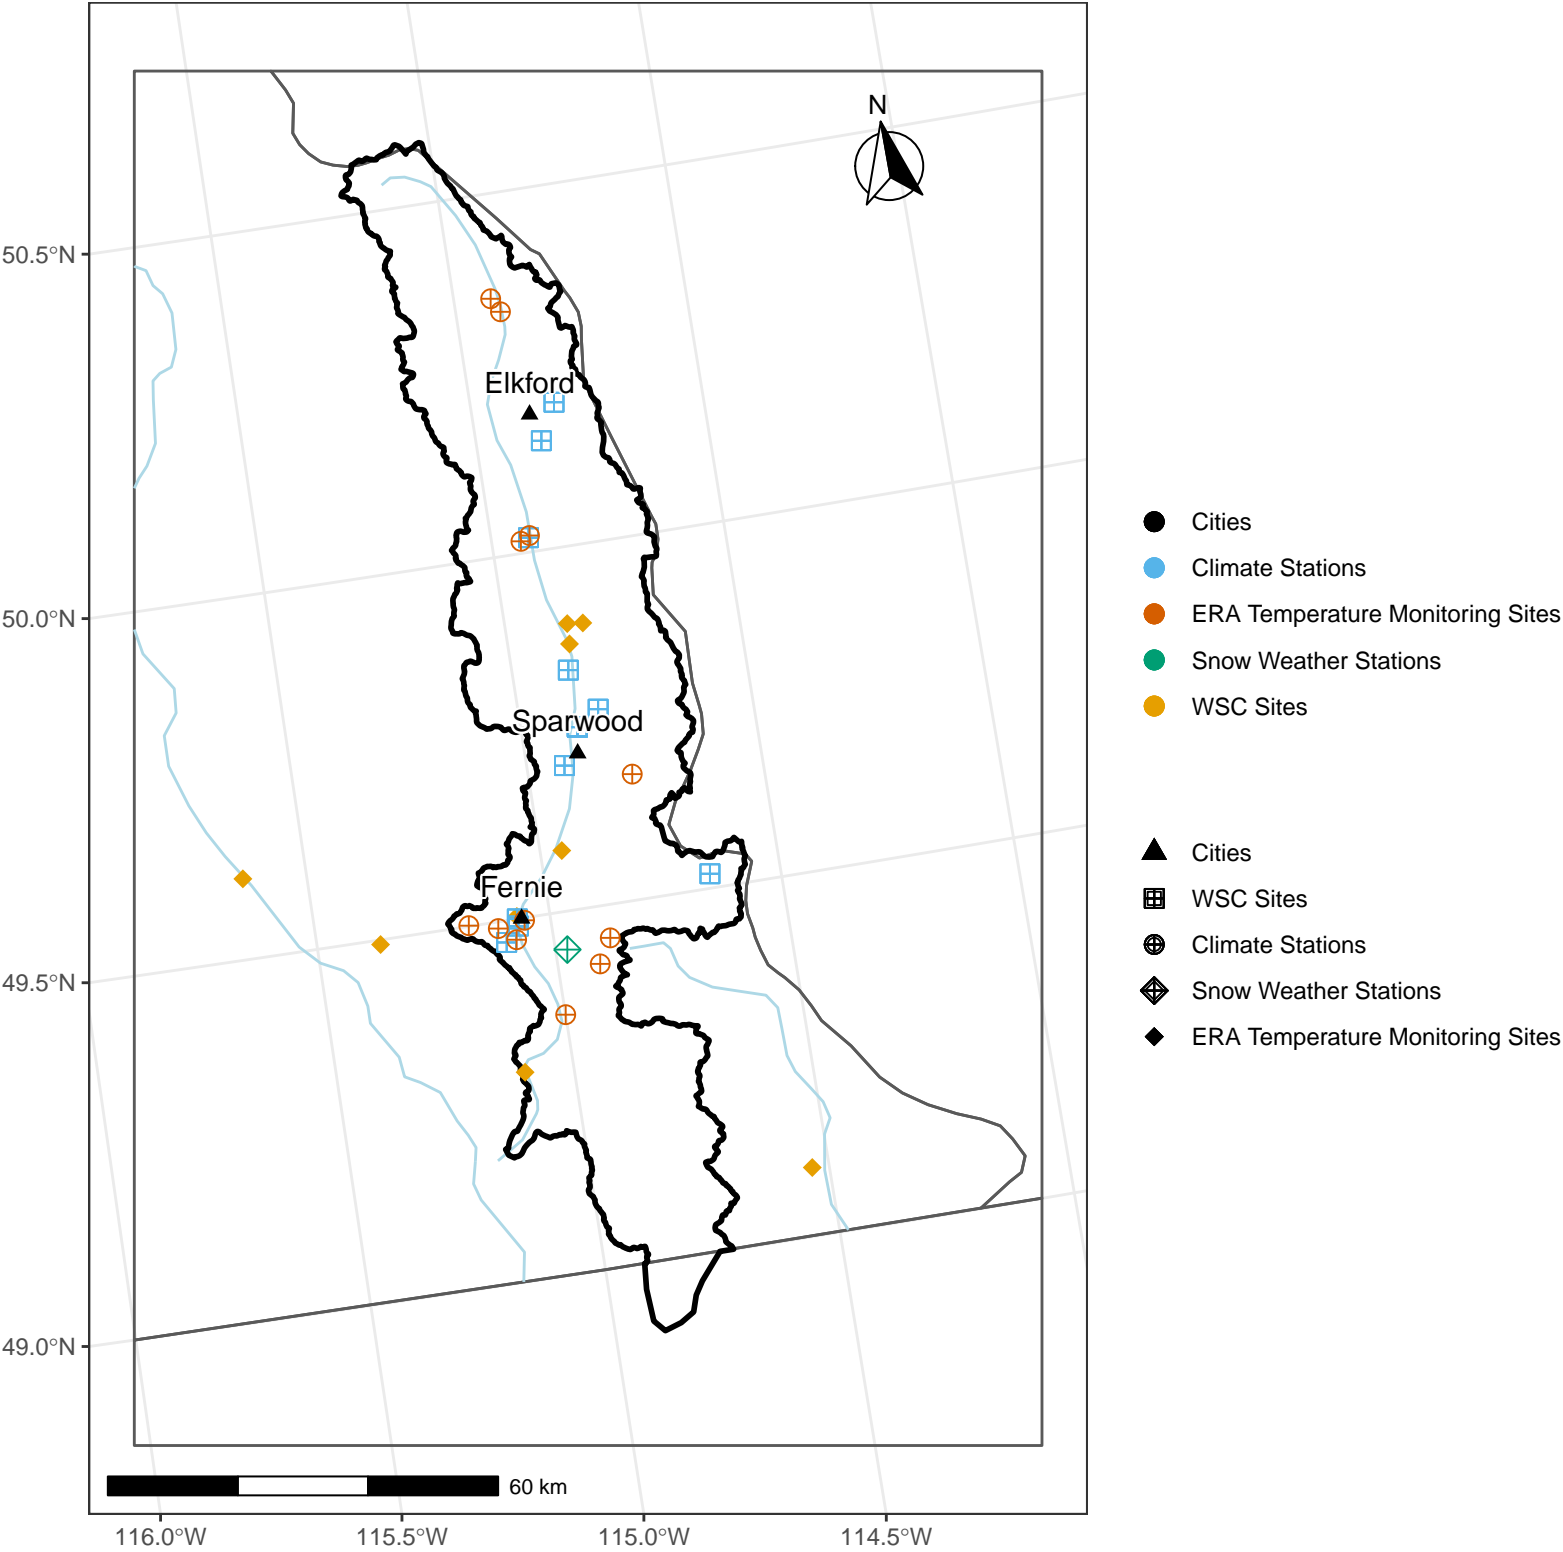 N
50.5°N
Elkford
Cities
Climate Stations
50.0°N
ERA Temperature Monitoring Sites
Snow Weather Stations
WSC Sites
Sparwood
Cities
Fernie
WSC Sites
Climate Stations
49.5°N
Snow Weather Stations
ERA Temperature Monitoring Sites
49.0°N
60 km
116.0°W 115.5°W 115.0°W 114.5°W